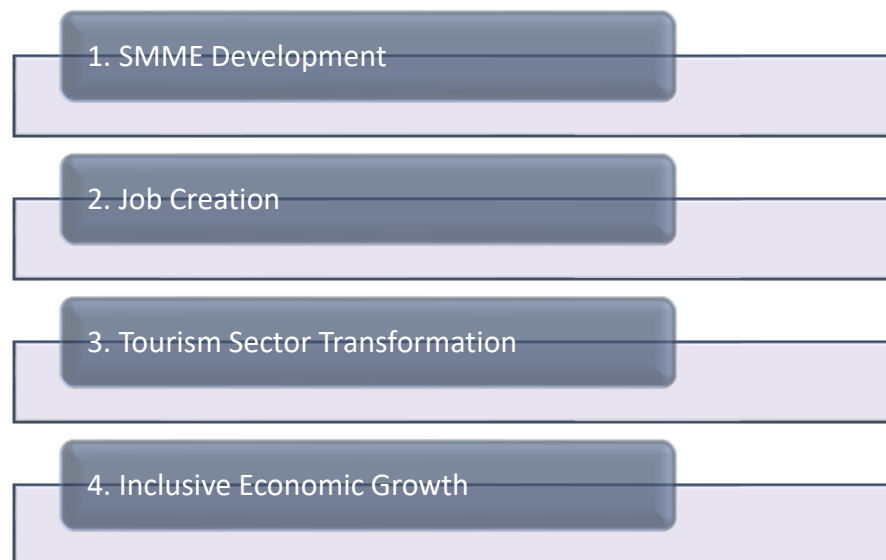 1. SMME Development
2. Job Creation
3. Tourism Sector Transformation
4. Inclusive Economic Growth